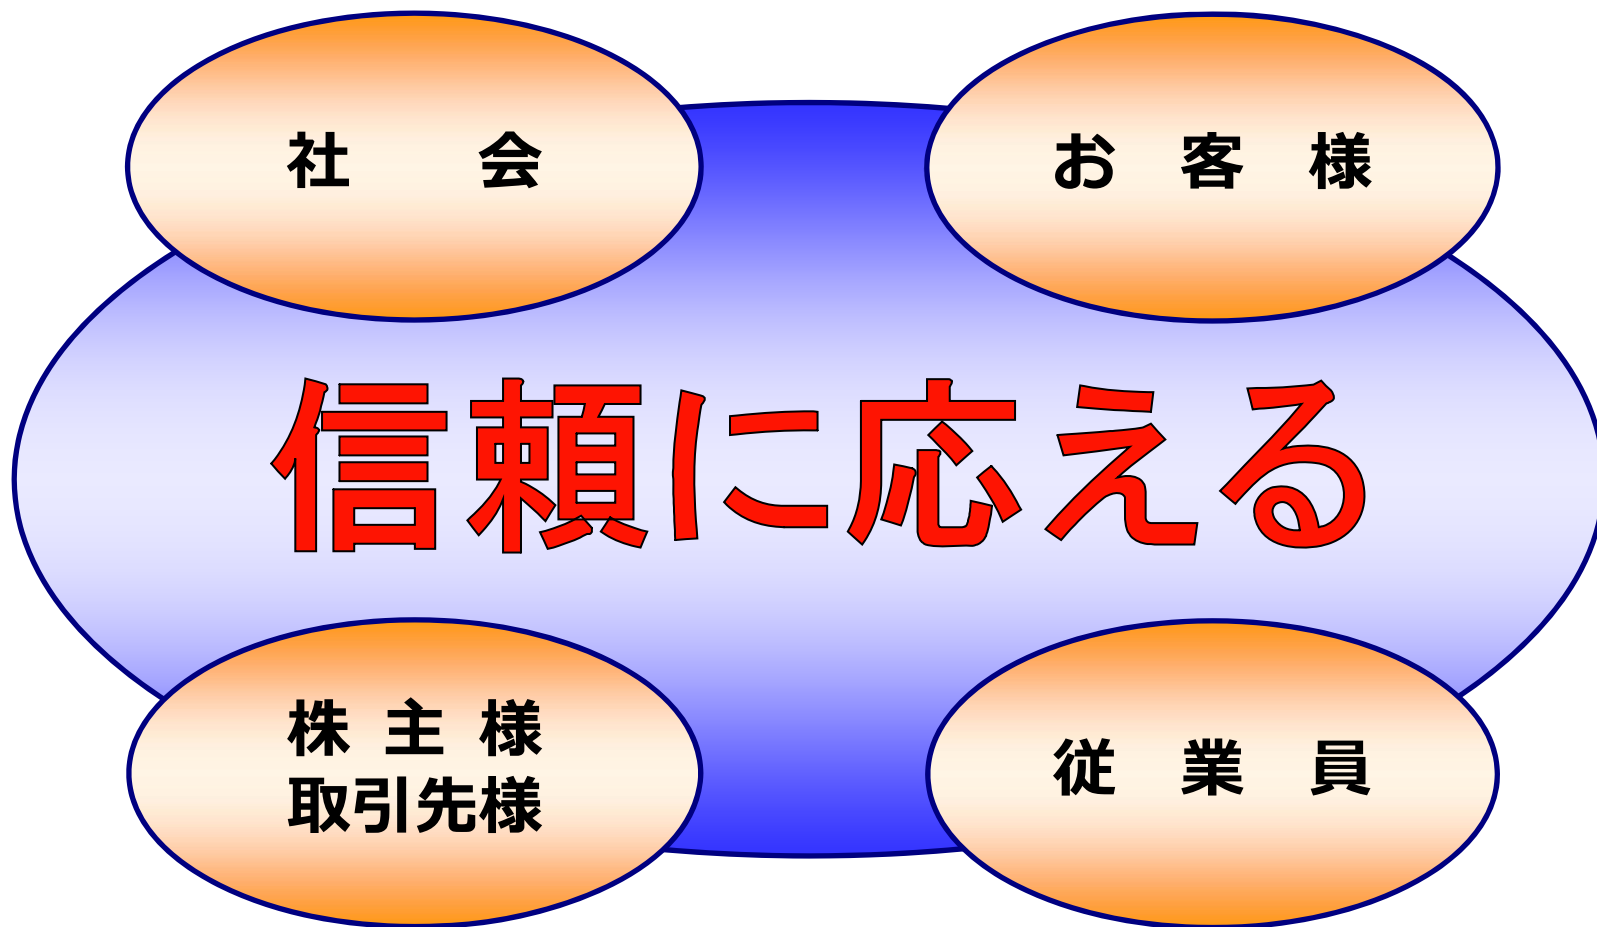 社　　会
お　客　様
信頼に応える
株 主 様
取引先様
従　業　員